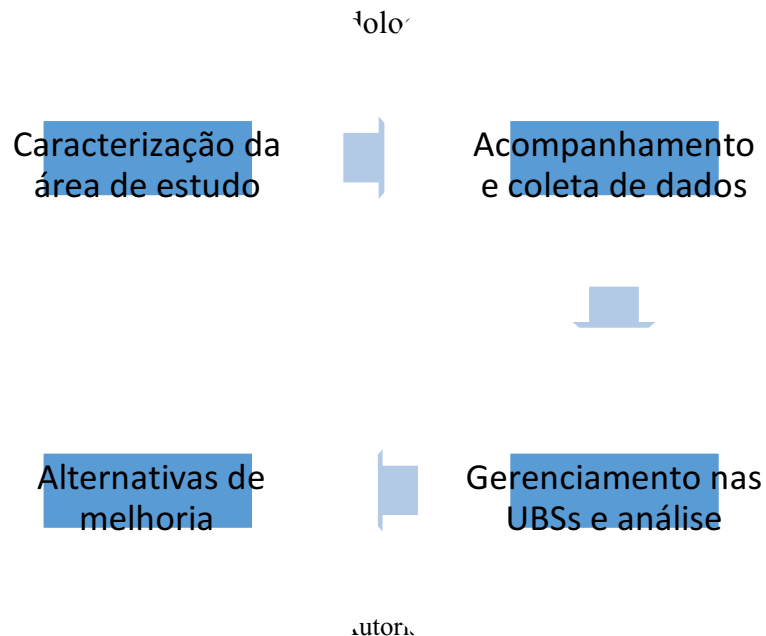 Caracterização da
área de estudo
Acompanhamento
e coleta de dados
Gerenciamento nas
UBSs e análise
Alternativas de
melhoria